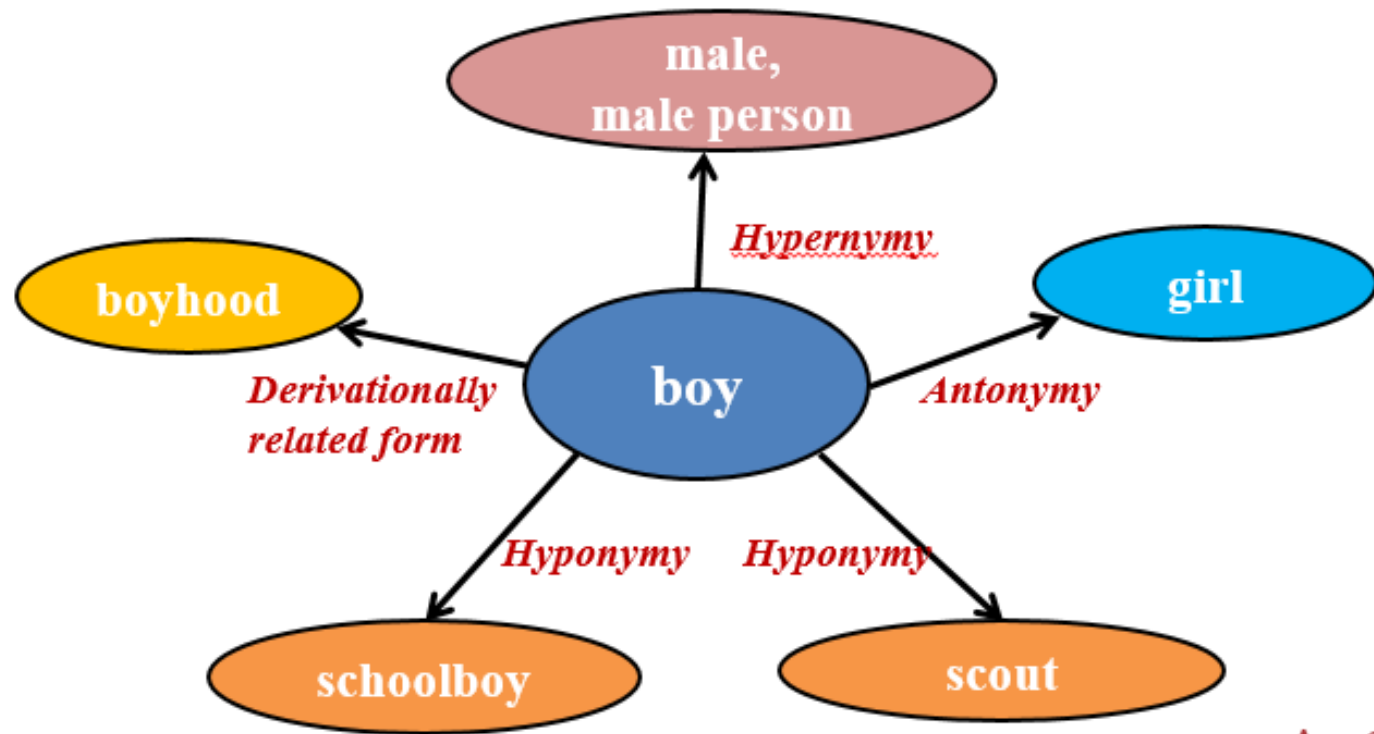 male,
male person
Hypernymy
boyhood
girl
boy
Derivationally
related form
Antonymy
Hyponymy
Hyponymy
schoolboy
scout